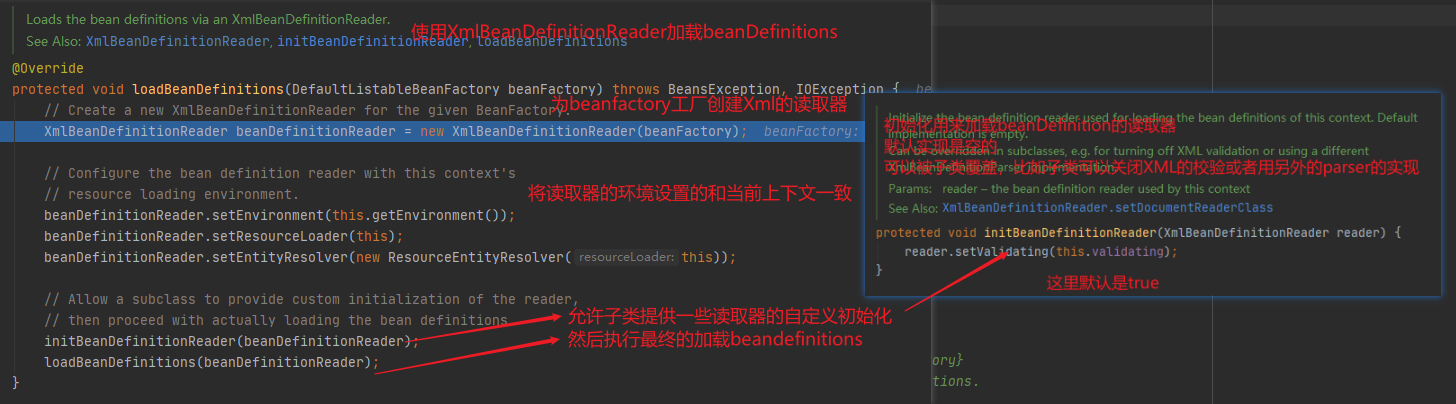 Loads the bean definitions via an XmlBeanDefinitionReader.
使用XmlBeanDefinitionReader加载beanDefinitions
See Also: XmlBeanDefinitionReader, initBeanDefinitionReader, loadBeanDefinitions
@Override
protected void loadBeanDefinitions(DefaultListableBeanFactory beanFactory) throws BeansException, IOException { be
// Create a new XmlBeanDefinitionReader for the given BeanFactory.
为beanfactory工厂创建Xml的读取器
XmlBeanDefinitionReader beanDefinitionReader = new XmlBeanDefinitionReader(beanFactory); beanFactory:
// Configure the bean definition reader with this context's
// resource loading environment.
将读取器的环境设置的和当前上下文一致
beanDefinitionReader.setEnvironment(this.getEnvironment());
beanDefinitionReader.setResourceLoader(this);
beanDefinitionReader.setEntityResolver(new ResourceEntityResolver( resourceLoader: this));
// Allow a subclass to provide custom initialization of the reader,
// then proceed with actually loading the bean definitions
允许子类提供一些读取器的自定义初始化
initBeanDefinitionReader(beanDefinitionReader);
然后执行最终的加载beandefinitions
loadBeanDefinitions(beanDefinitionReader);
}
Initialize the bean definition reader used for loading the bean definitions of this context. Default
初始化用来加载beanDefinition的读取器
implementation is empty.
默认实现是空的
Can be overridden in subclasses, e.g. for turning off XML validation or using a different
可以被子类覆盖，比如子类可以关闭XML的校验或者用另外的parser的实现
XmlBeanDefinitionParser implementation.
Params: reader – the bean definition reader used by this context
See Also: XmlBeanDefinitionReader.setDocumentReaderClass
protected void initBeanDefinitionReader(XmlBeanDefinitionReader reader) {
reader.setValidating(this.validating);
}
这里默认是true
ory}
tions.